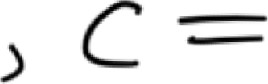 , c =